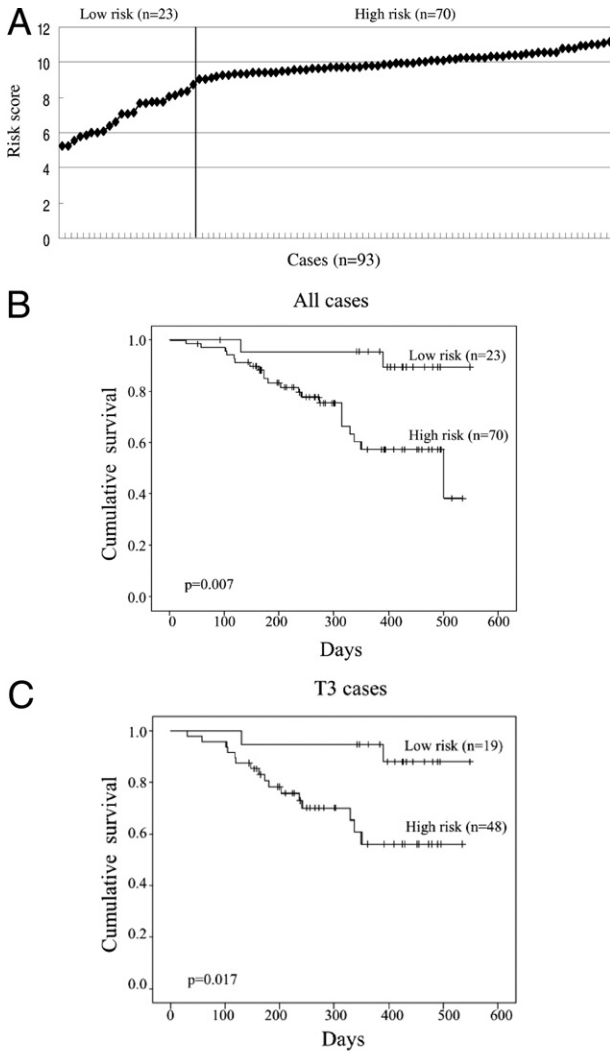 A
Low risk (n=23) High risk (n=70)
Risk score
12
10
8
6
4
2
0
Cases (n=93)
B
All cases
Cumulative survival
1.0
0.8
0.6
0.4
0.2
0.0
Low risk (n=23)
High risk (n=70)
p=0.007
0 100 200 300 400 500 600
Days
C
T3 cases
Cumulative survival
1.0
0.8
0.6
0.4
0.2
0.0
Low risk (n=19)
High risk (n=48)
p=0.017
0 100 200 300 400 500 600
Days